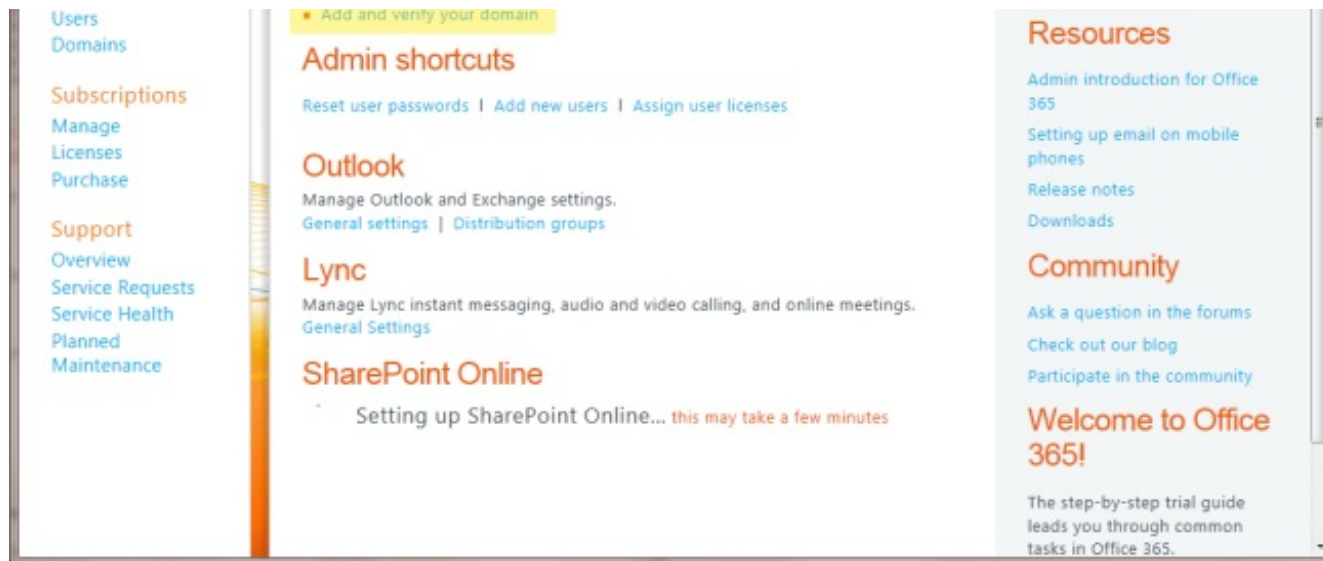 Users
Domains
Subscriptions
Manage
Licenses
Purchase
Support
Overview
Service Requests
Service Health
Planned
Maintenance
Add and verify your domain
Admin shortcuts
Reset user passwords | Add new users | Assign user licenses
Outlook
Manage Outlook and Exchange settings.
General settings | Distribution groups
Lync
Manage Lync instant messaging, audio and video calling, and online meetings.
General Settings
SharePoint Online
Setting up SharePoint Online... this may take a few minutes
Resources
Admin introduction for Office
365
Setting up email on mobile
phones
Release notes
Downloads
Community
Ask a question in the forums
Check out our blog
Participate in the community
Welcome to Office
365!
The step-by-step trial guide
leads you through common
tasks in Office 365.